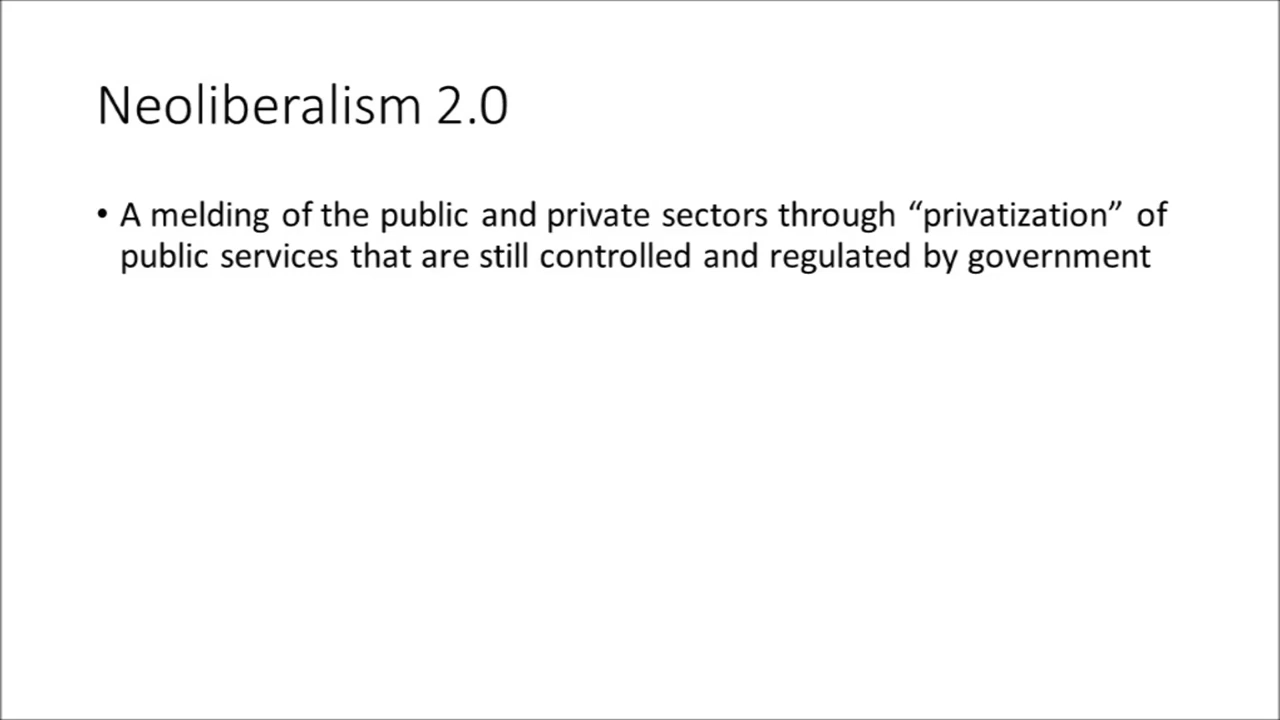 Neoliberalism 2.0
• A melding of the public and private sectors through “privatization” of
public services that are still controlled and regulated by government